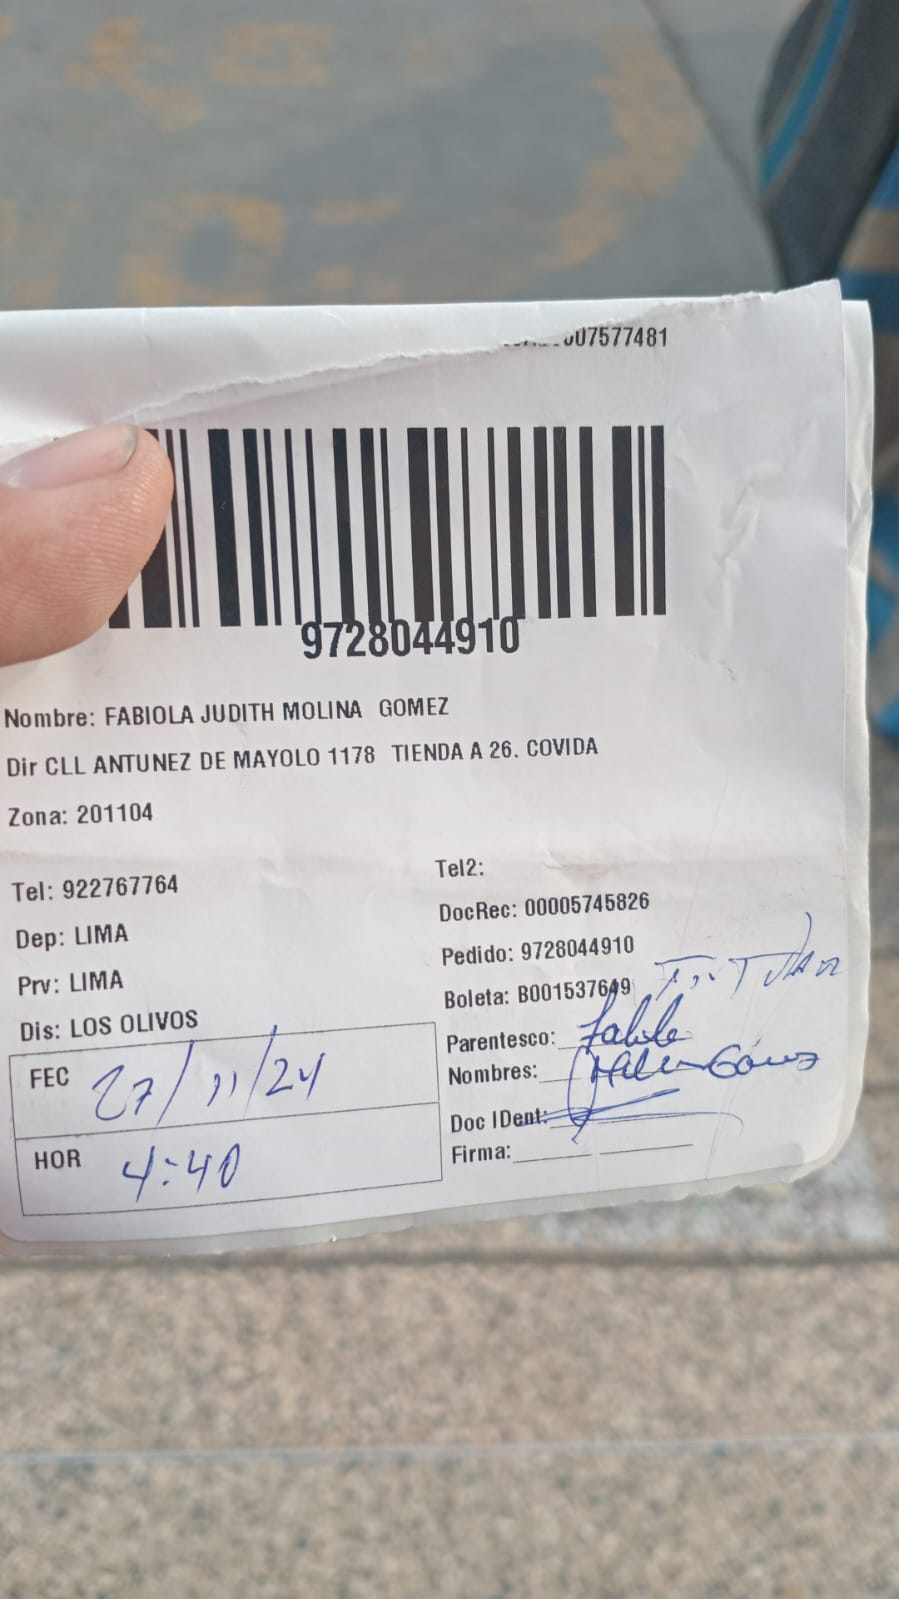 007577481
9728044910
Nombre: FABIOLA JUDITH MOLINA GOMEZ
Dir CLL ANTUNEZ DE MAYOLO 1178 TIENDA A 26. COVIDA
Zona: 201104
Tel: 922767764 Tel2:
Dep: LIMA DocRec: 00005745826
Prv: LIMA Pedido: 9728044910
Dis: LOS OLIVOS Boleta: B001537649
FEC 27/11/24 Parentesco:
Nombres:
HOR 4:40 Doc IDent:
Firma: